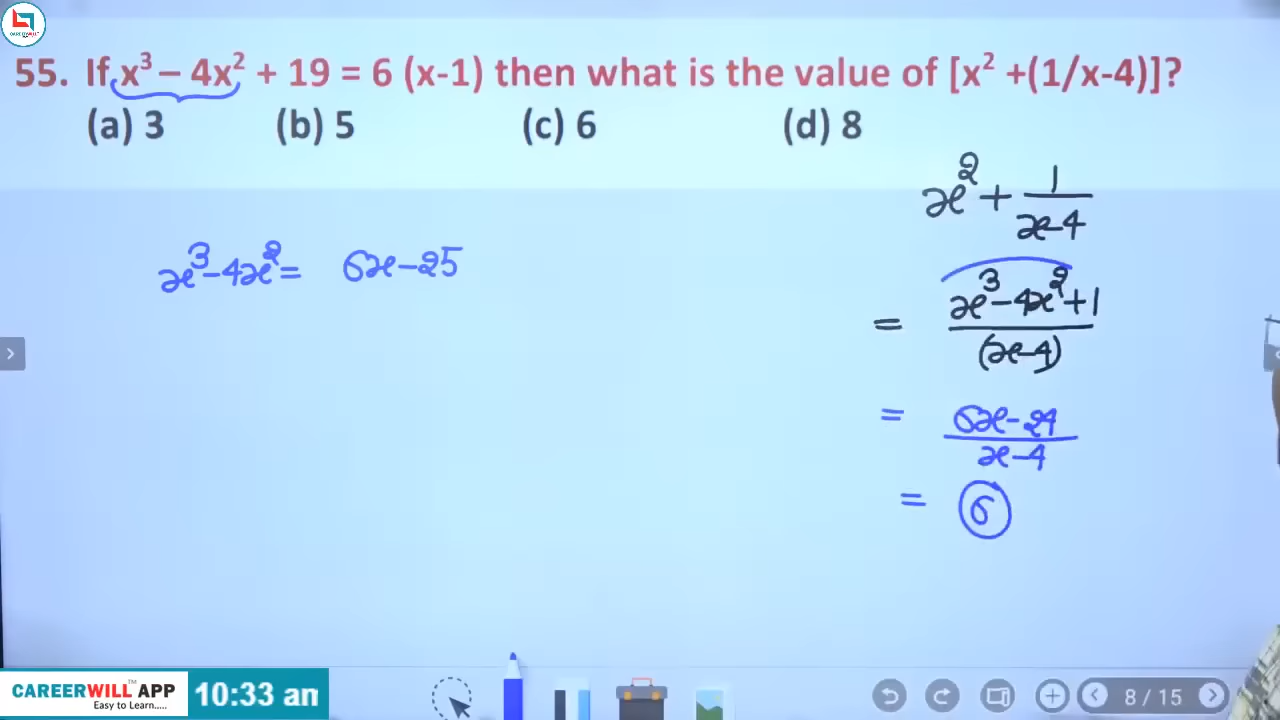 55. If x³ – 4x² + 19 = 6 (x-1) then what is the value of [x² +(1/x-4)]?
(a) 3 (b) 5 (c) 6 (d) 8
x² + 1/(x-4)
x³-4x² = 6x-25
= (x³-4x²+1)/(x-4)
= (6x-24)/(x-4)
= 6
CAREERWILL™ APP
Easy to Learn.....
10:33 am
8 / 15